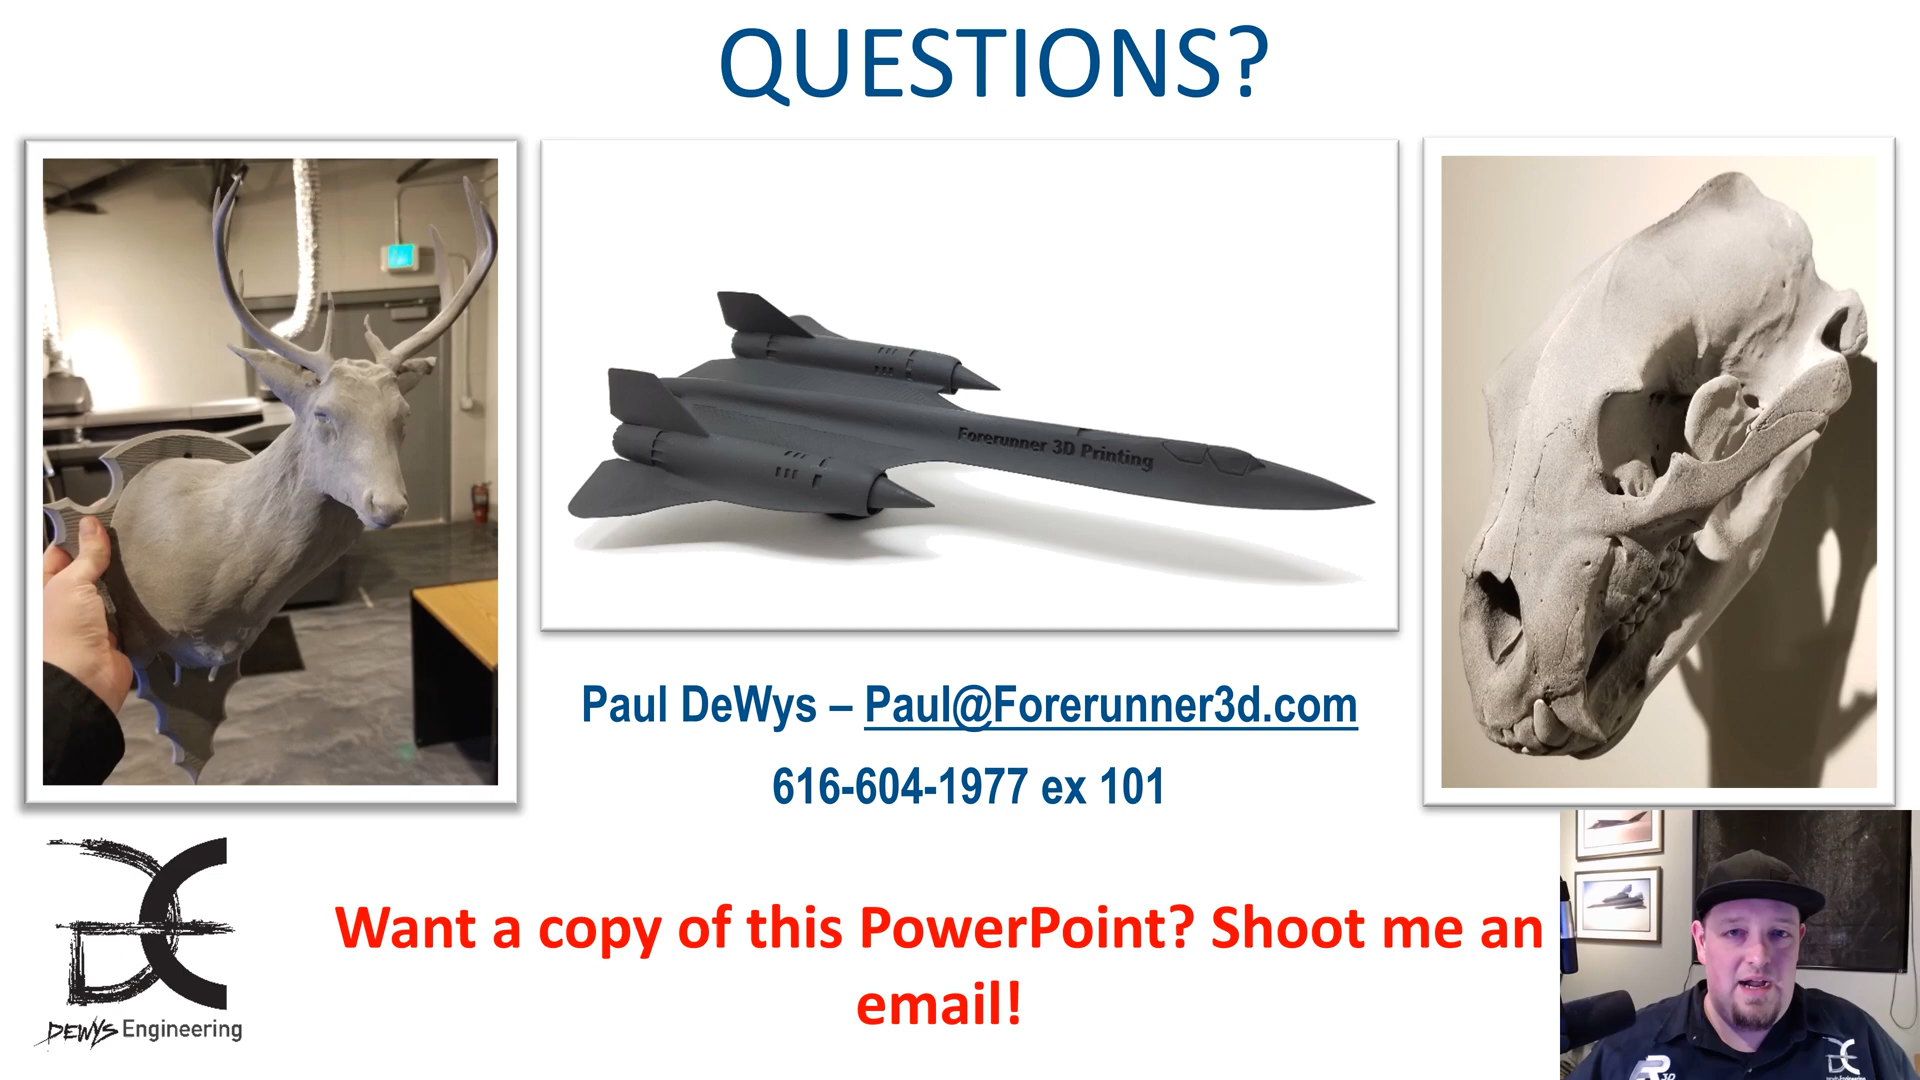 QUESTIONS?
Forerunner 3D Printing
Paul DeWys – Paul@Forerunner3d.com
616-604-1977 ex 101
Want a copy of this PowerPoint? Shoot me an
email!
DEWYS Engineering